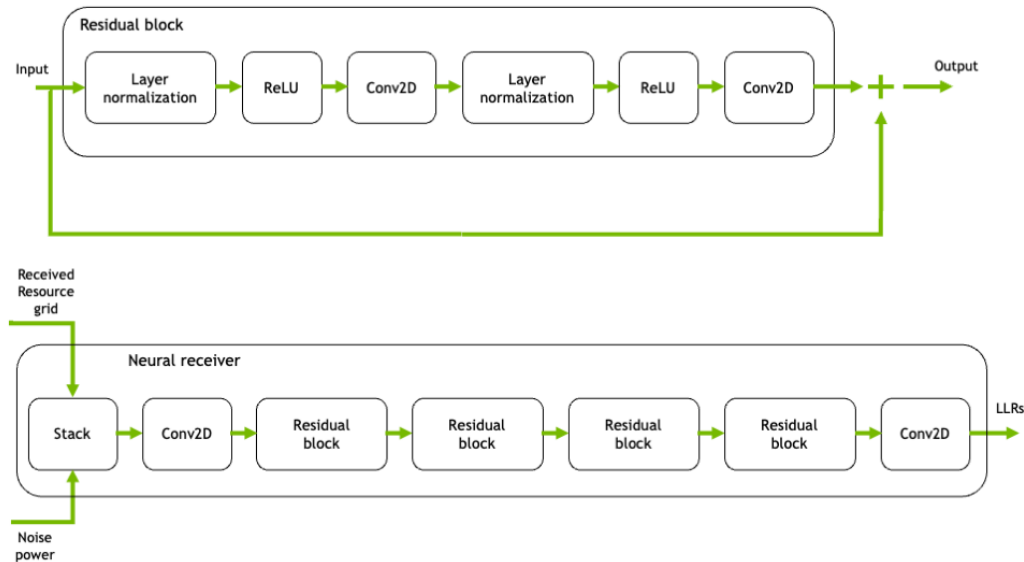 Residual block
Input
Layer
normalization
ReLU
Conv2D
Layer
normalization
ReLU
Conv2D
+
Output
Received
Resource
grid
Neural receiver
Stack
Conv2D
Residual
block
Residual
block
Residual
block
Residual
block
Conv2D
LLRs
Noise
power